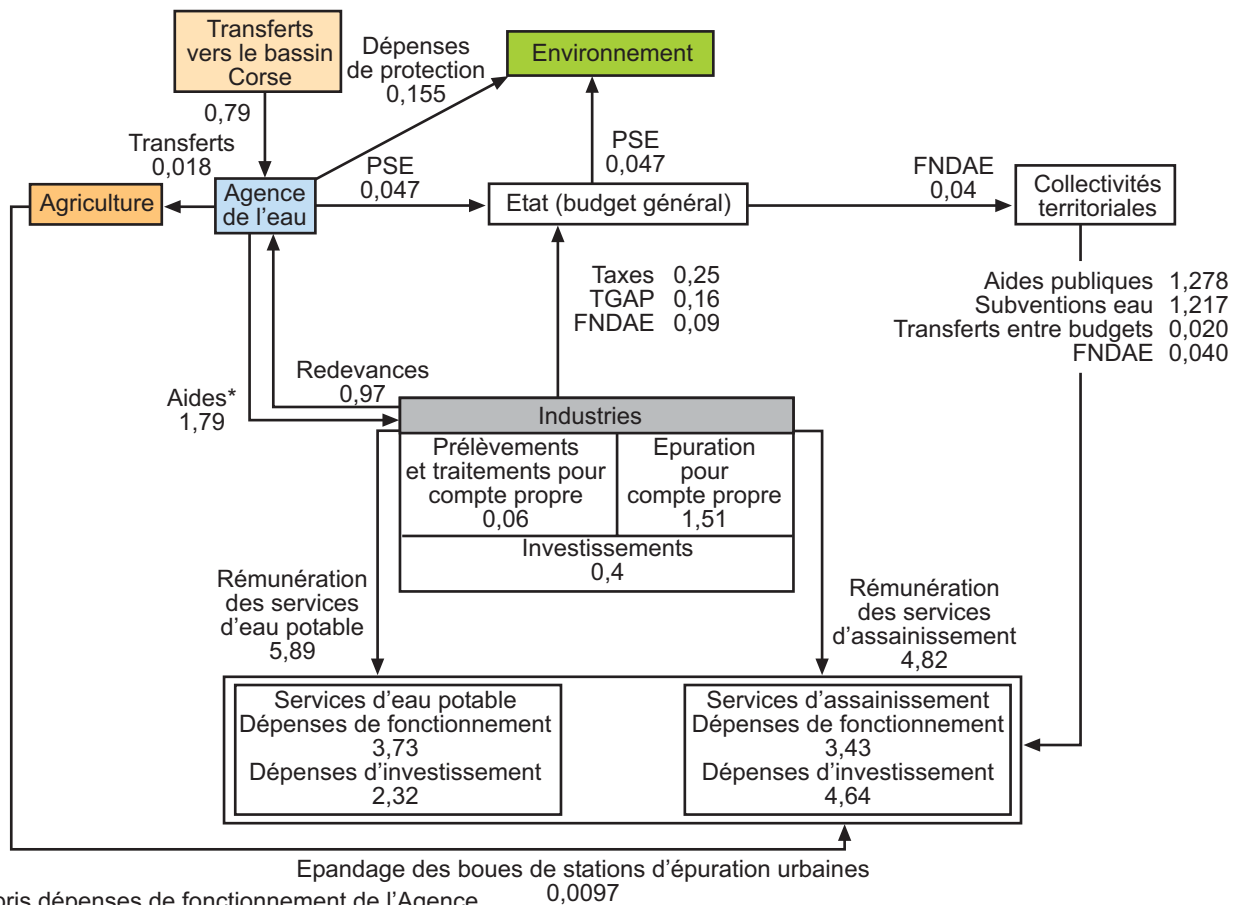 Transferts
vers le bassin
Corse
0,79
Dépenses
de protection
0,155
Environnement
Transferts
0,018
PSE
0,047
PSE
0,047
FNDAE
0,04
Agriculture
Agence
de l'eau
Etat (budget général)
Collectivités
territoriales
Taxes 0,25
TGAP 0,16
FNDAE 0,09
Aides publiques 1,278
Subventions eau 1,217
Transferts entre budgets 0,020
FNDAE 0,040
Redevances
0,97
Aides*
1,79
Industries
Prélèvements
et traitements pour
compte propre
0,06
Epuration
pour
compte propre
1,51
Investissements
0,4
Rémunération
des services
d'eau potable
5,89
Rémunération
des services
d'assainissement
4,82
Services d'eau potable
Dépenses de fonctionnement
3,73
Dépenses d'investissement
2,32
Services d'assainissement
Dépenses de fonctionnement
3,43
Dépenses d'investissement
4,64
Epandage des boues de stations d'épuration urbaines
0,0097
dépenses de fonctionnement de l'Agence